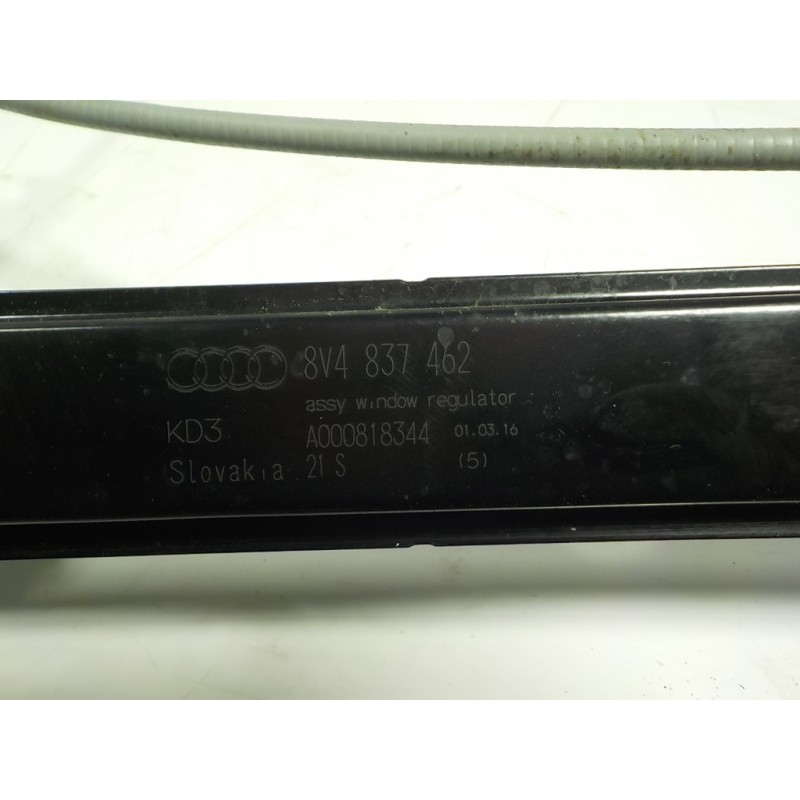 8V4 837 462
assy window regulator
KD3 A000818344 01.03.16
Slovakia 21 S (5)